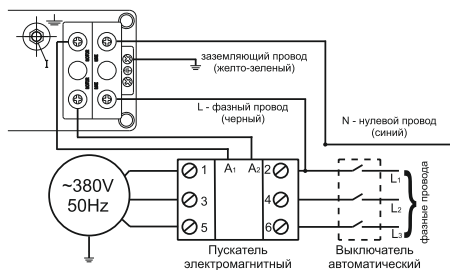 заземляющий провод
(желто-зеленый)
L - фазный провод
(черный)
N - нулевой провод
(синий)
1 A1 A2 2
3 4
5 6
~380V
50Hz
L1
L2
L3
фазные провода
Пускатель
электромагнитный
Выключатель
автоматический